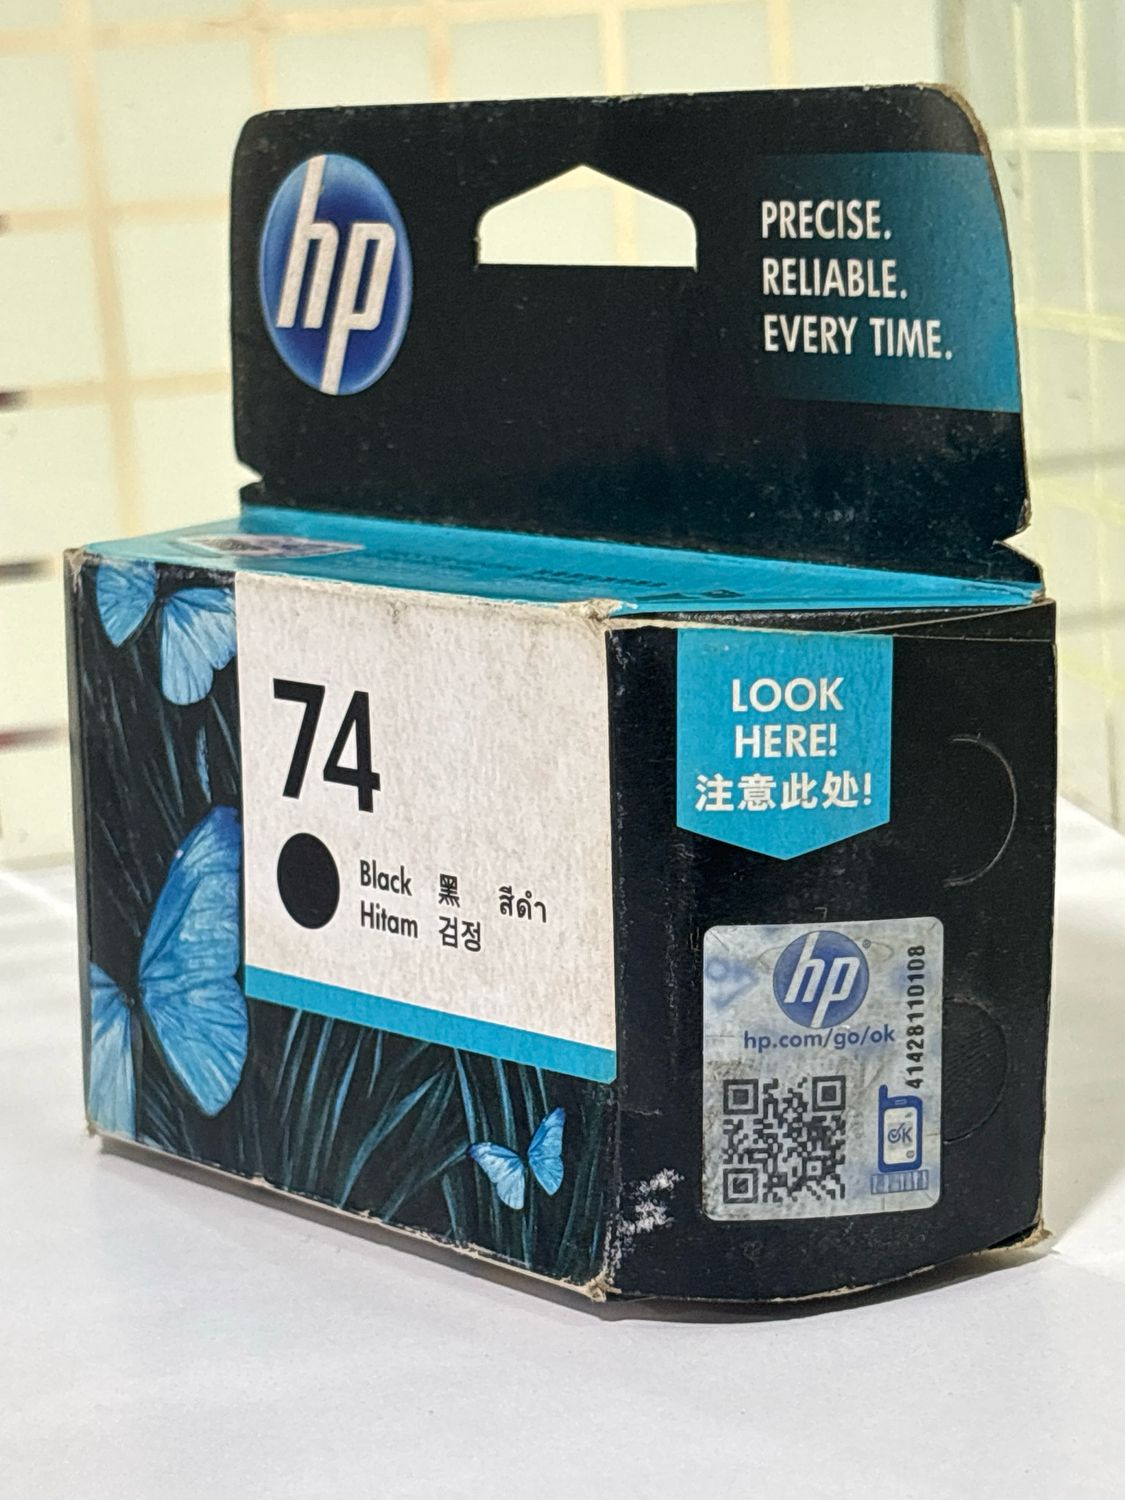 hp
PRECISE.
RELIABLE.
EVERY TIME.
74
Black 黑 สีดำ
Hitam 검정
LOOK
HERE!
注意此处!
hp®
hp.com/go/ok
41428110108
OK